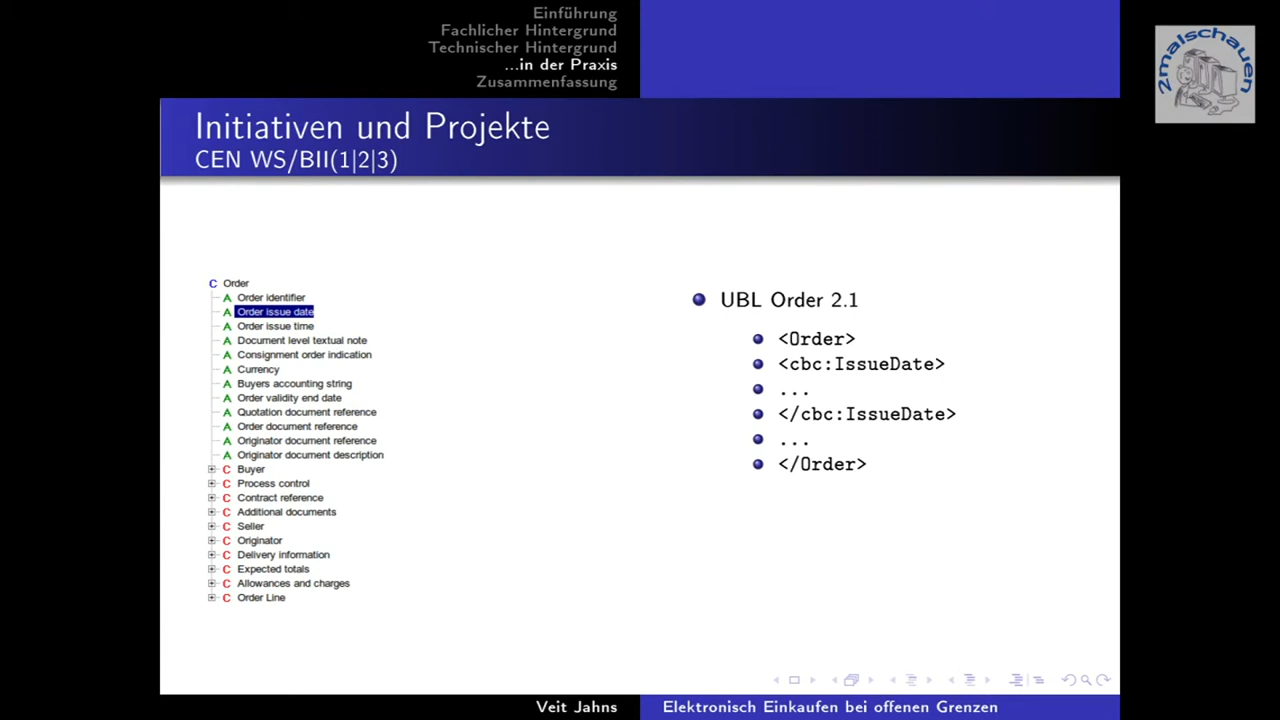 Einführung
Fachlicher Hintergrund
Technischer Hintergrund
...in der Praxis
Zusammenfassung
2malschauen
Initiativen und Projekte
CEN WS/BII(1|2|3)
C Order
A Order identifier
A Order issue date
A Order issue time
A Document level textual note
A Consignment order indication
A Currency
A Buyers accounting string
A Order validity end date
A Quotation document reference
A Order document reference
A Originator document reference
A Originator document description
C Buyer
C Process control
C Contract reference
C Additional documents
C Seller
C Originator
C Delivery information
C Expected totals
C Allowances and charges
C Order Line
UBL Order 2.1
<Order>
<cbc:IssueDate>
...
</cbc:IssueDate>
...
</Order>
Veit Jahns
Elektronisch Einkaufen bei offenen Grenzen